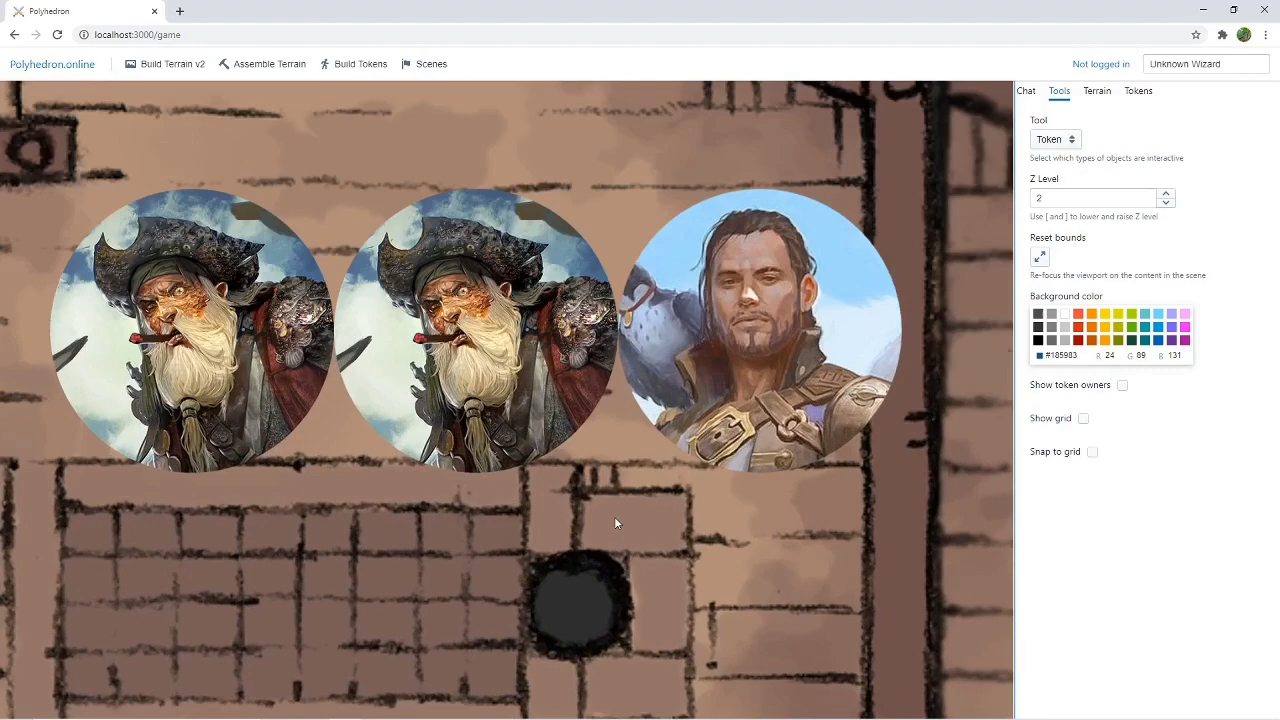 Polyhedron
localhost:3000/game
Polyhedron.online Build Terrain v2 Assemble Terrain Build Tokens Scenes Not logged in Unknown Wizard
Chat Tools Terrain Tokens
Tool
Token
Select which types of objects are interactive
Z Level
2
Use [ and ] to lower and raise Z level
Reset bounds
Re-focus the viewport on the content in the scene
Background color
#185983 R 24 G 89 B 131
Show token owners
Show grid
Snap to grid